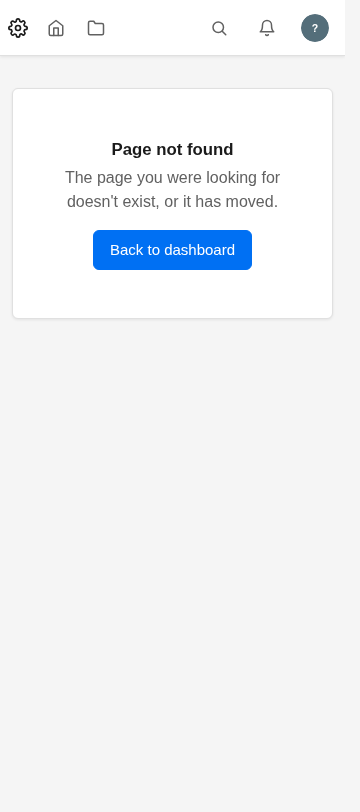 ?
Page not found
The page you were looking for
doesn't exist, or it has moved.
Back to dashboard